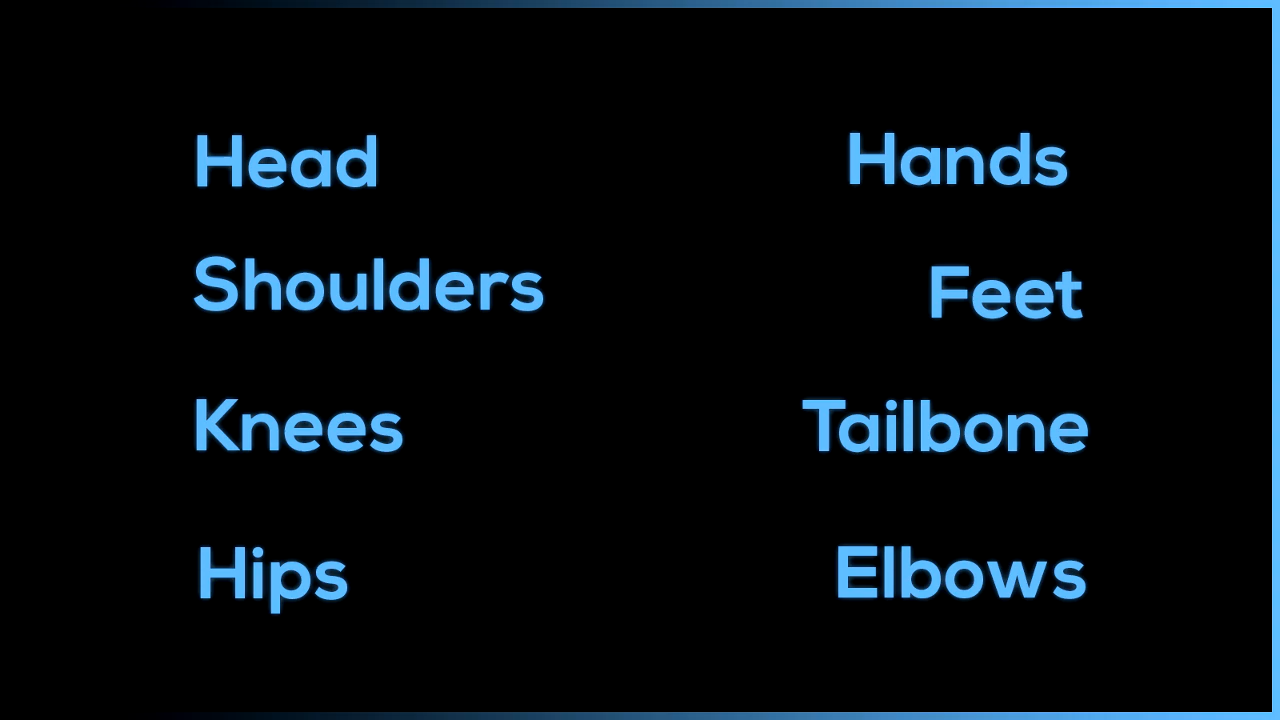 Head
Shoulders
Knees
Hips
Hands
Feet
Tailbone
Elbows